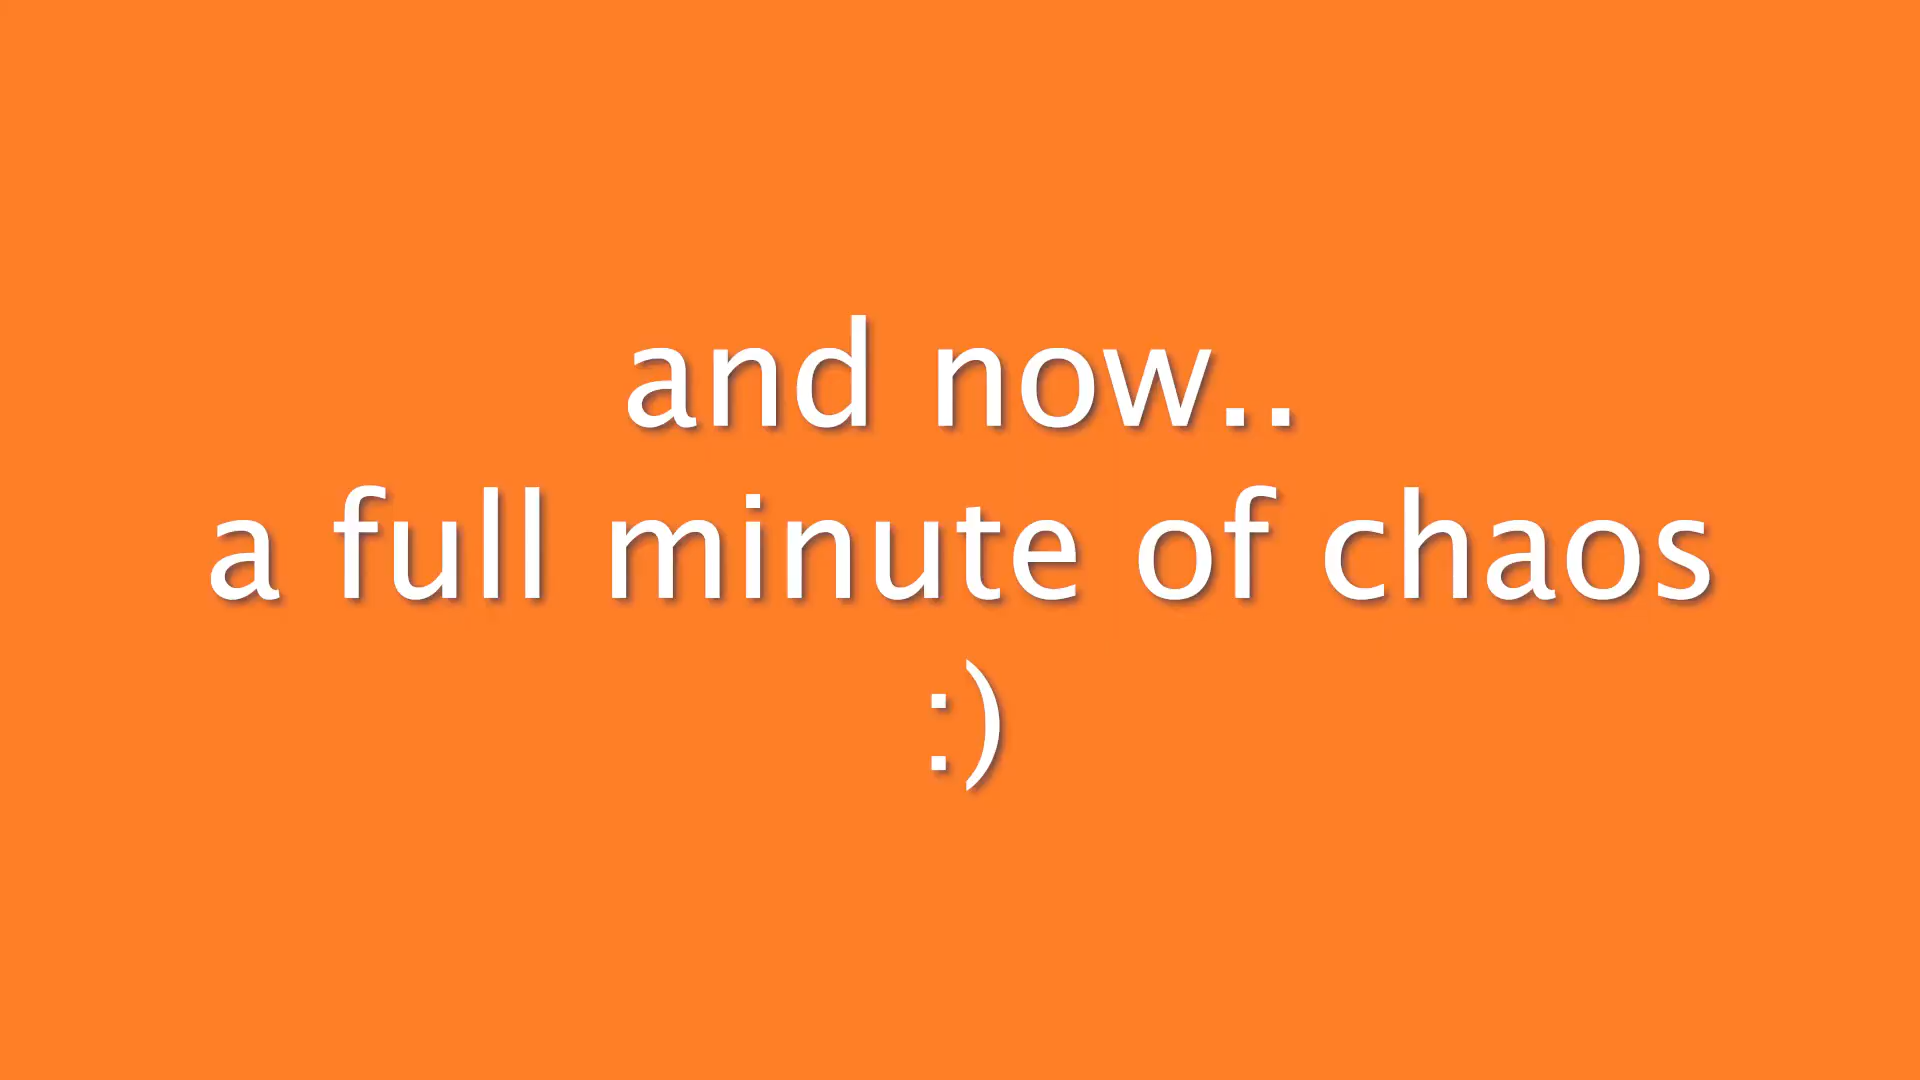 and now..
a full minute of chaos
:)